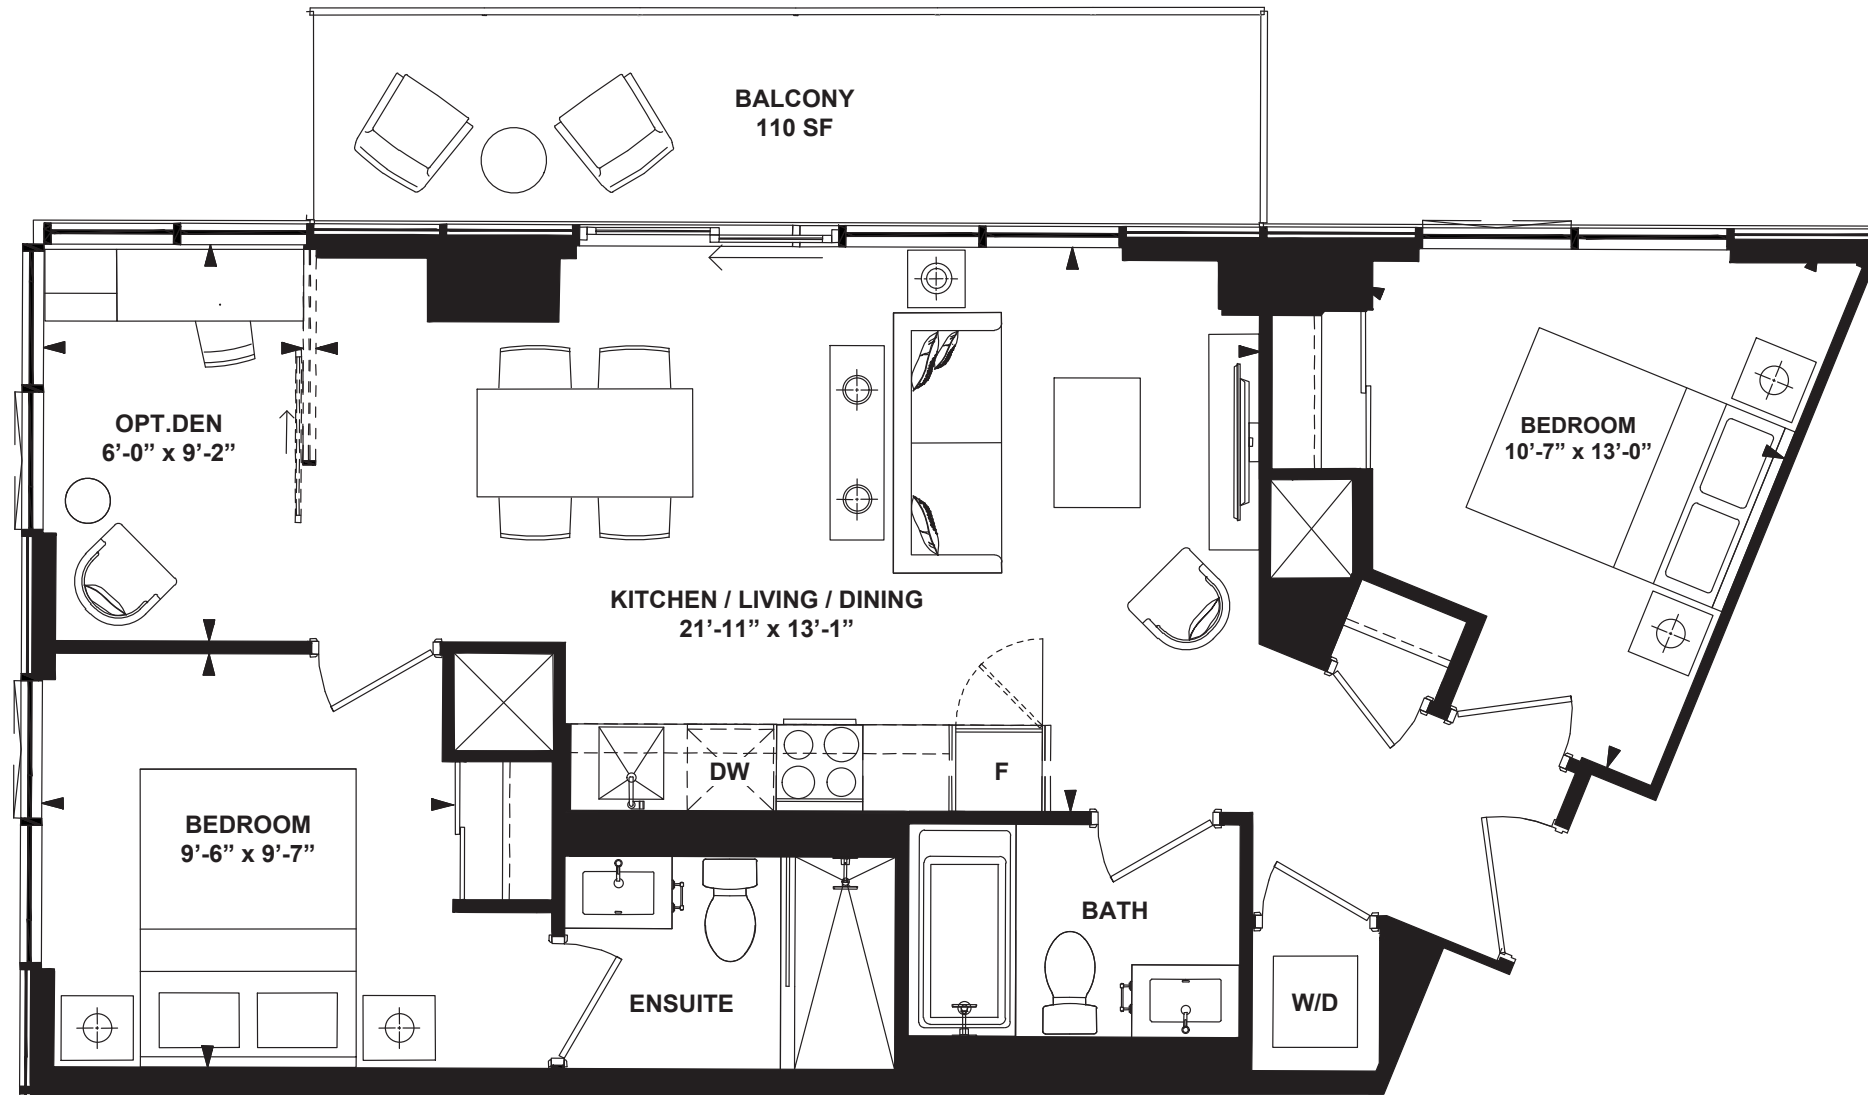 BALCONY
110 SF
OPT.DEN
6’-0” x 9’-2”
BEDROOM
10’-7” x 13’-0”
KITCHEN / LIVING / DINING
21’-11” x 13’-1”
DW
F
BEDROOM
9’-6” x 9’-7”
BATH
ENSUITE
W/D